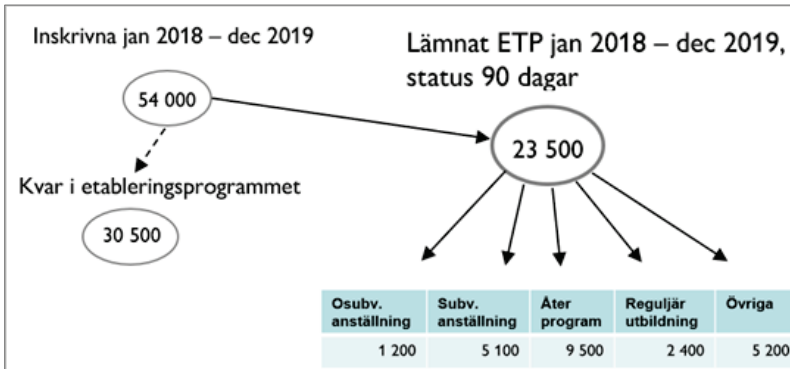 Inskrivna jan 2018 – dec 2019
Lämnat ETP jan 2018 – dec 2019,
status 90 dagar
54 000
23 500
Kvar i etableringsprogrammet
30 500
Osubv. anställning Subv. anställning Åter program Reguljär utbildning Övriga
1 200 5 100 9 500 2 400 5 200